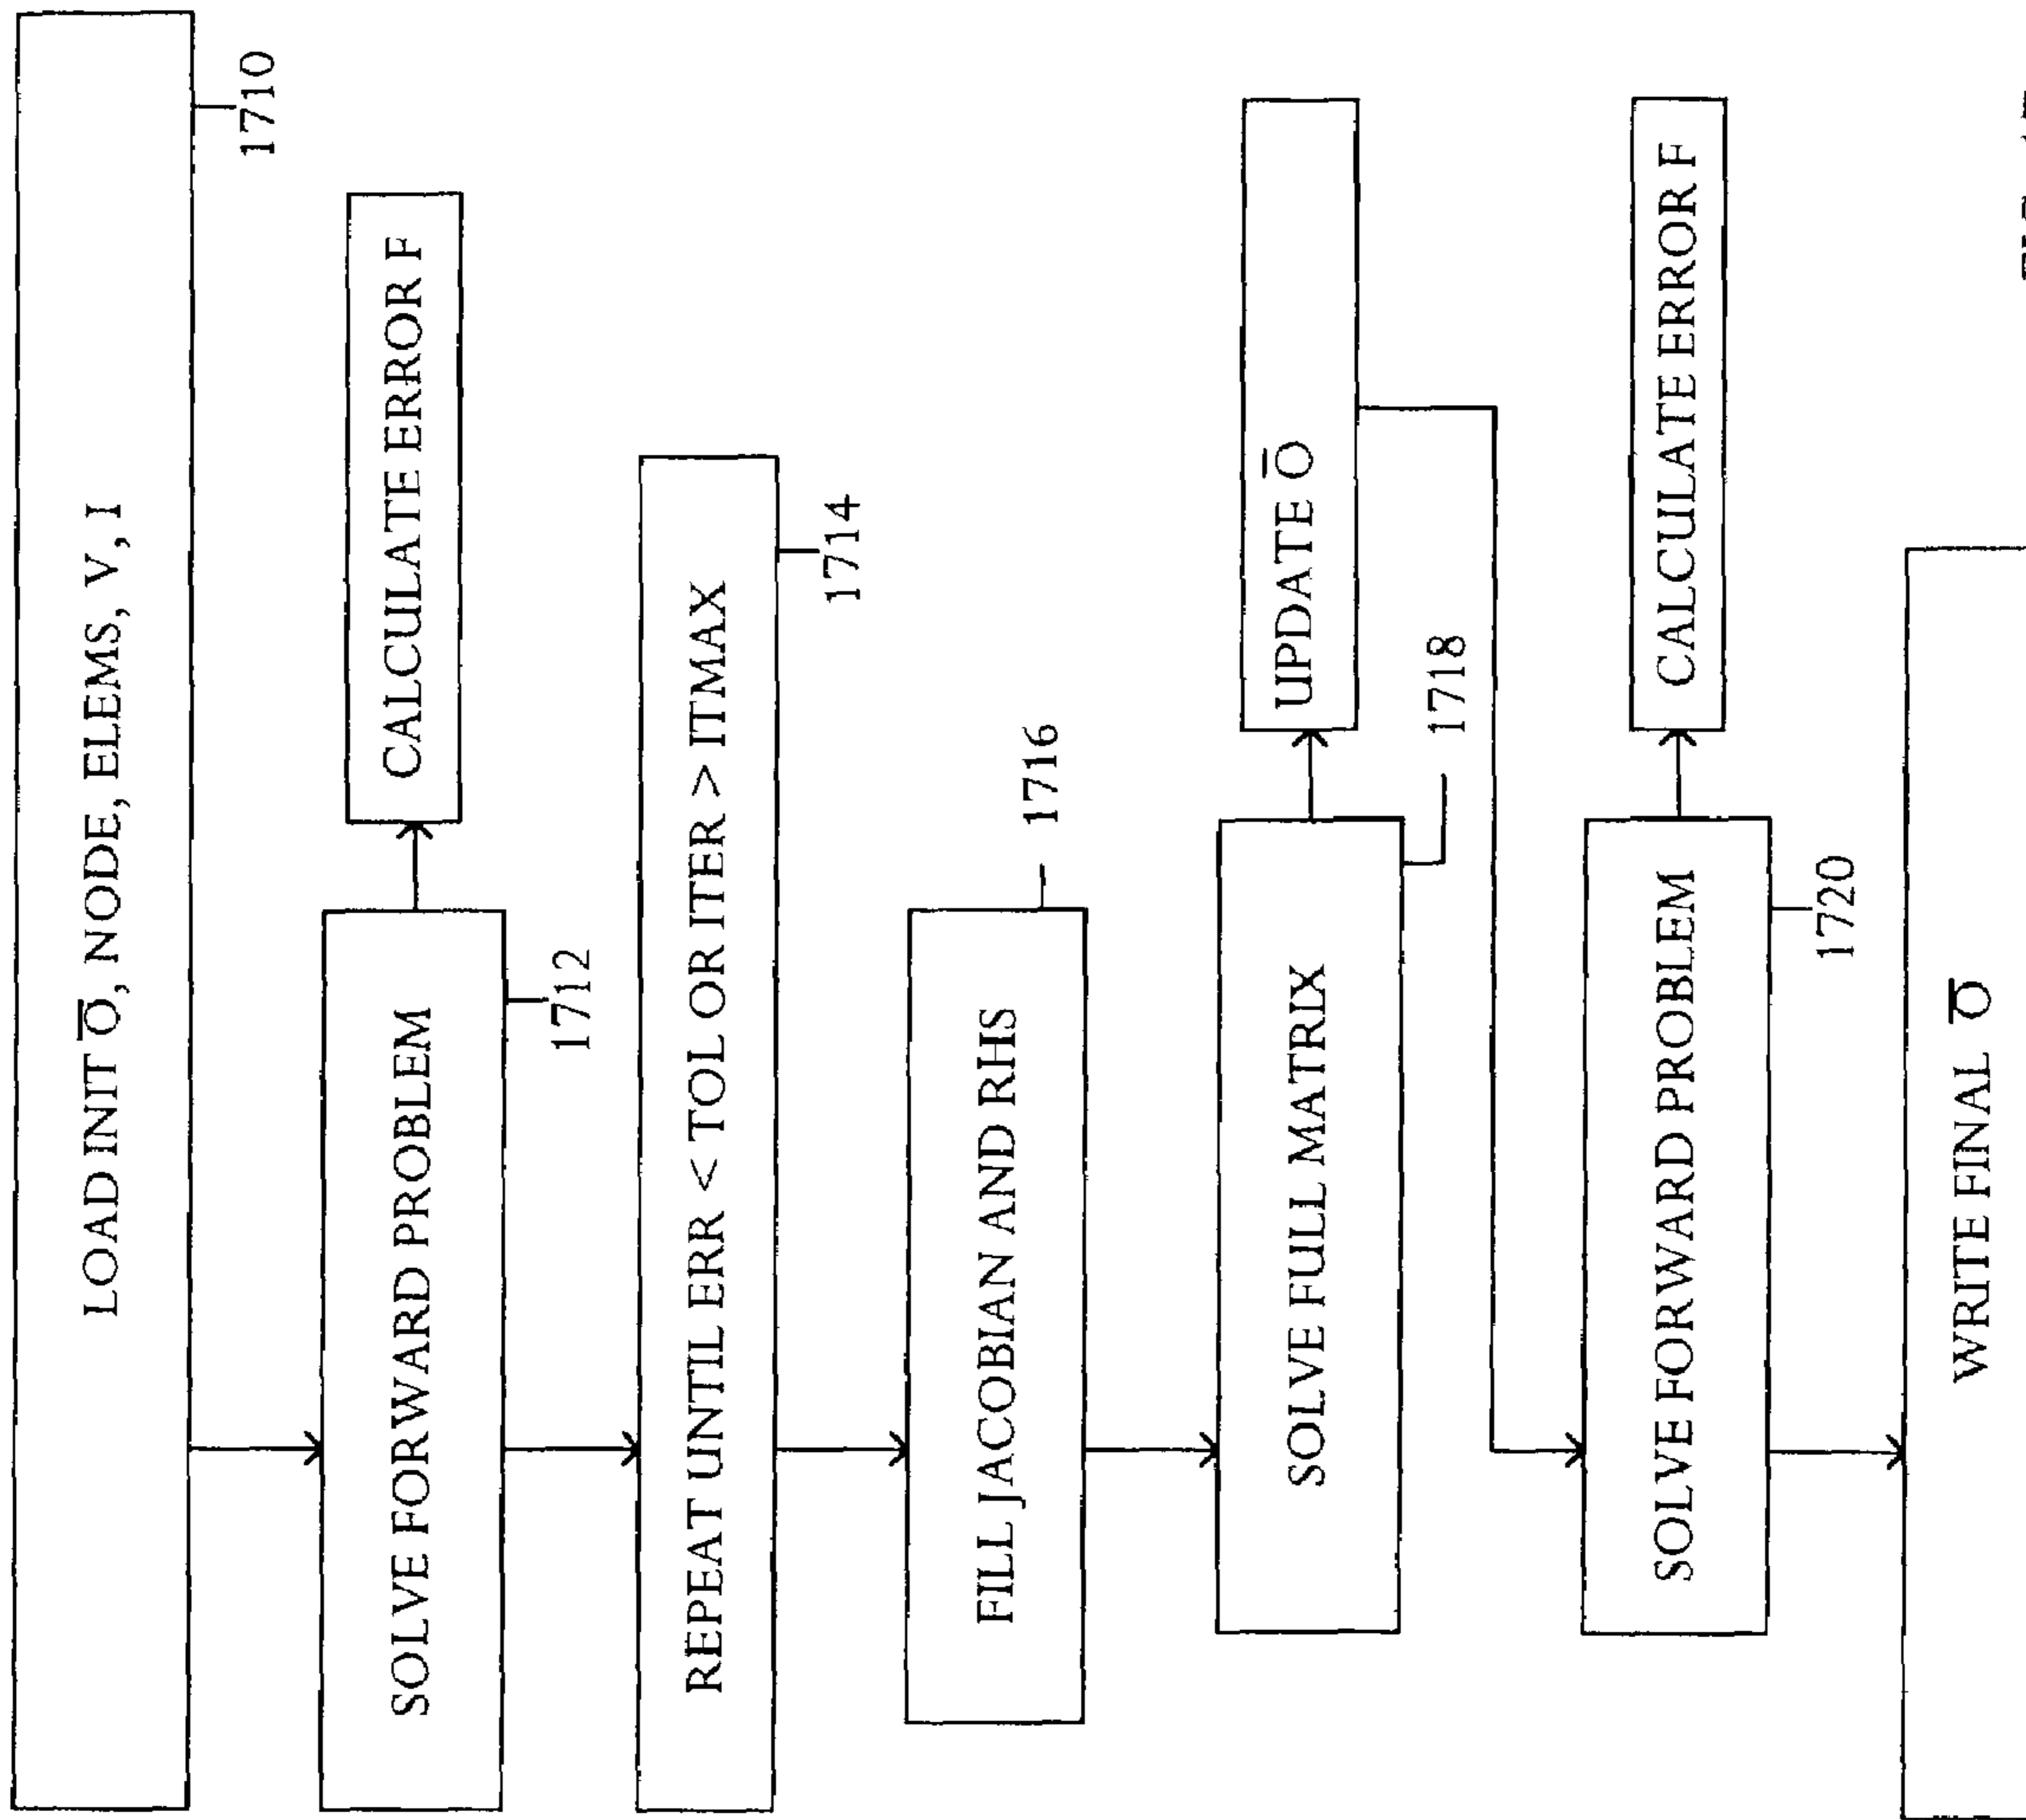 LOAD INIT O̅, NODE, ELEMS, V, I
1710
SOLVE FORWARD PROBLEM
CALCULATE ERROR F
1712
REPEAT UNTIL ERR < TOL OR ITER > ITMAX
1714
FILL JACOBIAN AND RHS
1716
SOLVE FULL MATRIX
UPDATE O̅
1718
SOLVE FORWARD PROBLEM
CALCULATE ERROR F
1720
WRITE FINAL O̅